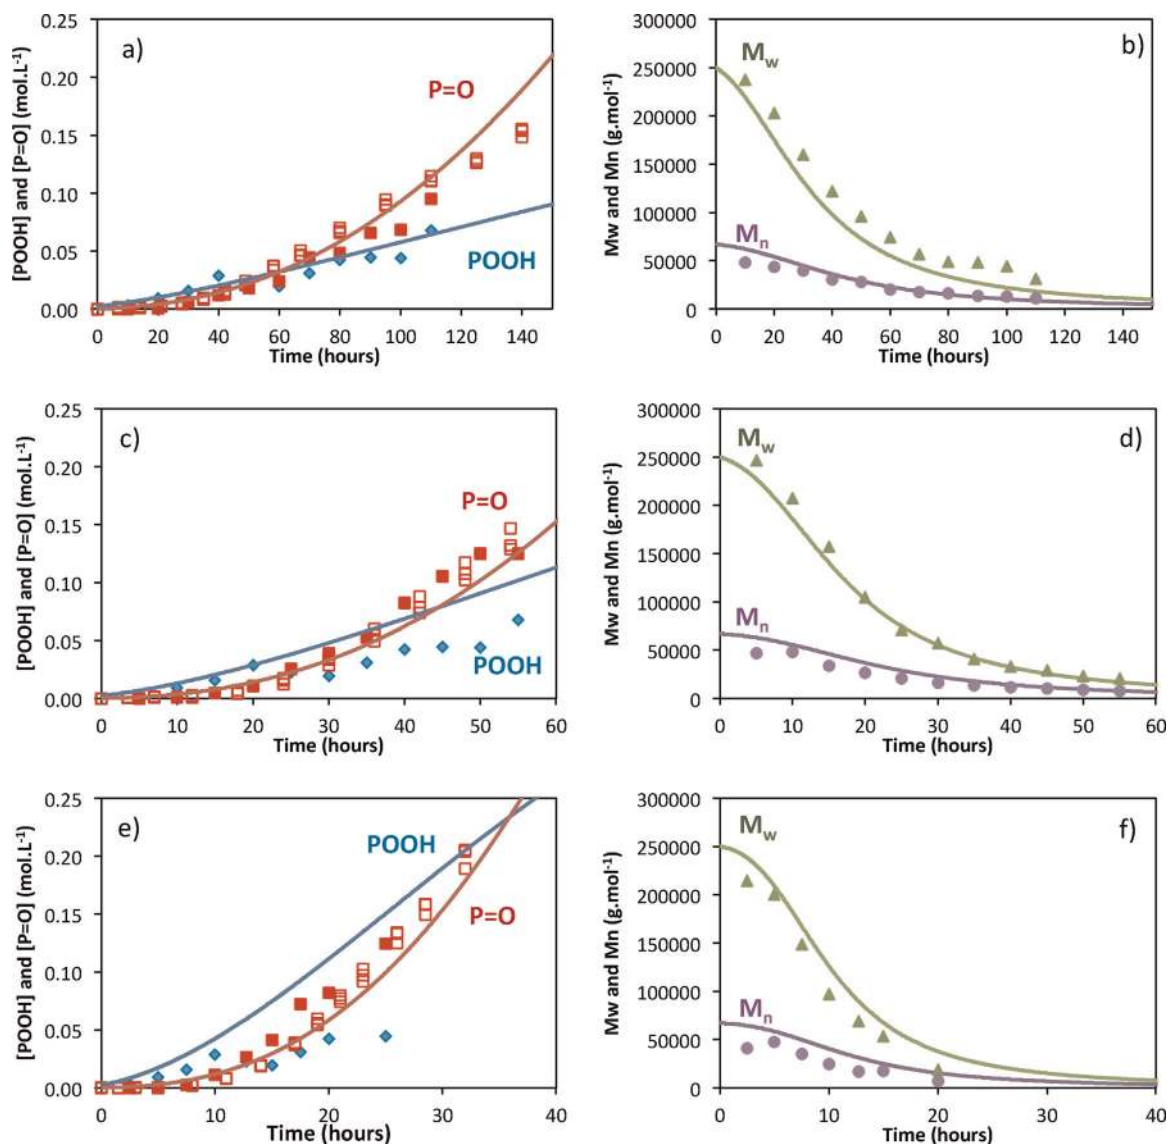 [POOH] and [P=O] (mol.L-1)
0.25
0.20
0.15
0.10
0.05
0.00
a)
P=O
POOH
0 20 40 60 80 100 120 140
Time (hours)
Mw and Mn (g.mol-1)
300000
250000
200000
150000
100000
50000
0
b)
Mw
Mn
0 20 40 60 80 100 120 140
Time (hours)
[POOH] and [P=O] (mol.L-1)
0.25
0.20
0.15
0.10
0.05
0.00
c)
P=O
POOH
0 10 20 30 40 50 60
Time (hours)
Mw and Mn (g.mol-1)
300000
250000
200000
150000
100000
50000
0
d)
Mw
Mn
0 10 20 30 40 50 60
Time (hours)
[POOH] and [P=O] (mol.L-1)
0.25
0.20
0.15
0.10
0.05
0.00
e)
POOH
P=O
0 10 20 30 40
Time (hours)
Mw and Mn (g.mol-1)
300000
250000
200000
150000
100000
50000
0
f)
Mw
Mn
0 10 20 30 40
Time (hours)